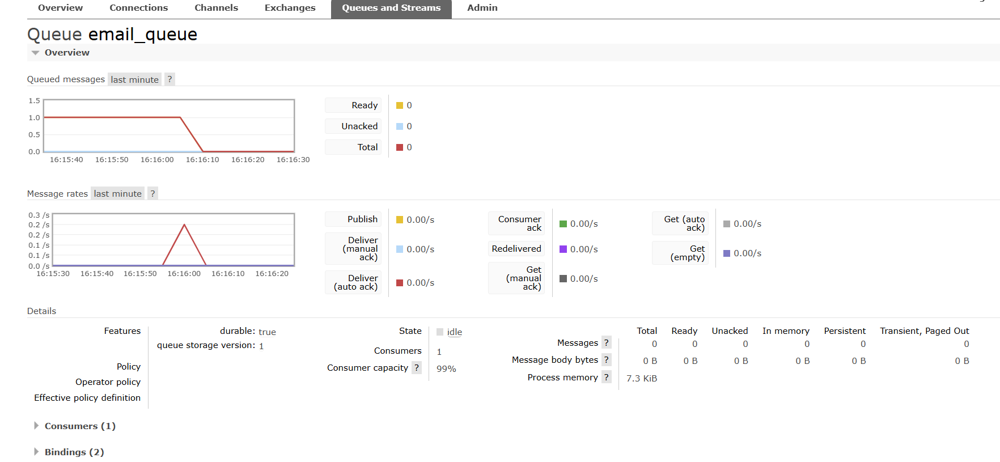 Overview Connections Channels Exchanges Queues and Streams Admin
Queue email_queue
Overview
Queued messages last minute ?
1.5
1.0
0.5
0.0
16:15:40 16:15:50 16:16:00 16:16:10 16:16:20 16:16:30
Ready 0
Unacked 0
Total 0
Message rates last minute ?
0.3 /s
0.2 /s
0.2 /s
0.1 /s
0.1 /s
0.0 /s
16:15:30 16:15:40 16:15:50 16:16:00 16:16:10 16:16:20
Publish 0.00/s
Deliver
(manual
ack) 0.00/s
Deliver
(auto ack) 0.00/s
Consumer
ack 0.00/s
Redelivered 0.00/s
Get
(manual
ack) 0.00/s
Get (auto
ack) 0.00/s
Get
(empty) 0.00/s
Details
Features durable: true
queue storage version: 1
Policy
Operator policy
Effective policy definition
State idle
Consumers 1
Consumer capacity ? 99%
Total Ready Unacked In memory Persistent Transient, Paged Out
Messages ? 0 0 0 0 0 0
Message body bytes ? 0 B 0 B 0 B 0 B 0 B 0 B
Process memory ? 7.3 KiB
Consumers (1)
Bindings (2)